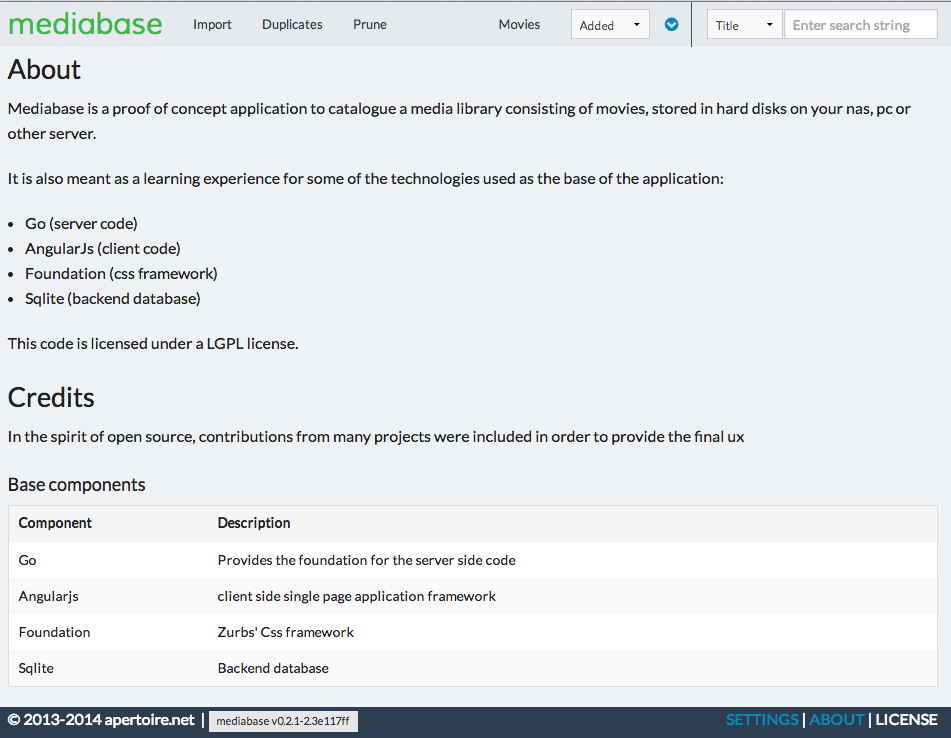 mediabase Import Duplicates Prune Movies Added Title Enter search string
About
Mediabase is a proof of concept application to catalogue a media library consisting of movies, stored in hard disks on your nas, pc or
other server.
It is also meant as a learning experience for some of the technologies used as the base of the application:
• Go (server code)
• AngularJs (client code)
• Foundation (css framework)
• Sqlite (backend database)
This code is licensed under a LGPL license.
Credits
In the spirit of open source, contributions from many projects were included in order to provide the final ux
Base components
Component Description
Go Provides the foundation for the server side code
Angularjs client side single page application framework
Foundation Zurbs' Css framework
Sqlite Backend database
© 2013-2014 apertoire.net | mediabase v0.2.1-2.3e117ff SETTINGS | ABOUT | LICENSE